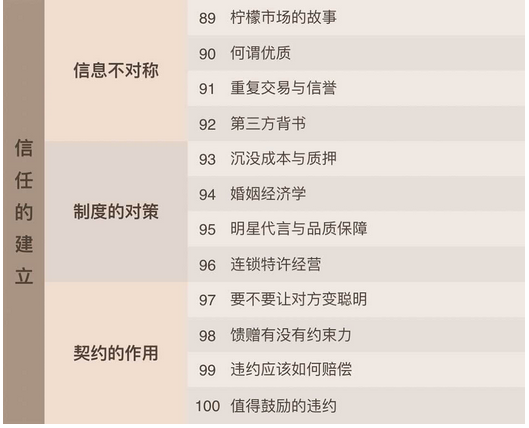 信任的建立
信息不对称
89 柠檬市场的故事
90 何谓优质
91 重复交易与信誉
92 第三方背书
制度的对策
93 沉没成本与质押
94 婚姻经济学
95 明星代言与品质保障
96 连锁特许经营
契约的作用
97 要不要让对方变聪明
98 馈赠有没有约束力
99 违约应该如何赔偿
100 值得鼓励的违约